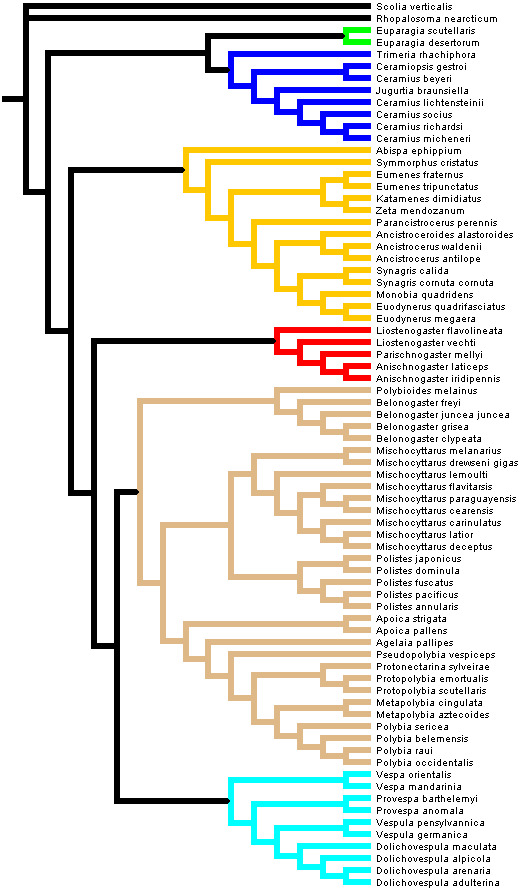 Scolia verticalis
Rhopalosoma nearcticum
Euparagia scutellaris
Euparagia desertorum
Trimeria rhachiphora
Ceramiopsis gestroi
Ceramius beyeri
Jugurtia braunsiella
Ceramius lichtensteinii
Ceramius socius
Ceramius richardsi
Ceramius micheneri
Abispa ephippium
Symmorphus cristatus
Eumenes fraternus
Eumenes tripunctatus
Katamenes dimidiatus
Zeta mendozanum
Parancistrocerus perennis
Ancistroceroides alastoroides
Ancistrocerus waldenii
Ancistrocerus antilope
Synagris calida
Synagris cornuta cornuta
Monobia quadridens
Euodynerus quadrifasciatus
Euodynerus megaera
Liostenogaster flavolineata
Liostenogaster vechti
Parischnogaster mellyi
Anischnogaster laticeps
Anischnogaster iridipennis
Polybioides melainus
Belonogaster freyi
Belonogaster juncea juncea
Belonogaster grisea
Belonogaster clypeata
Mischocyttarus melanarius
Mischocyttarus drewseni gigas
Mischocyttarus lemoulti
Mischocyttarus flavitarsis
Mischocyttarus paraguayensis
Mischocyttarus cearensis
Mischocyttarus carinulatus
Mischocyttarus latior
Mischocyttarus deceptus
Polistes japonicus
Polistes dominula
Polistes fuscatus
Polistes pacificus
Polistes annularis
Apoica strigata
Apoica pallens
Agelaia pallipes
Pseudopolybia vespiceps
Protonectarina sylveirae
Protopolybia emortualis
Protopolybia scutellaris
Metapolybia cingulata
Metapolybia aztecoides
Polybia sericea
Polybia belemensis
Polybia raui
Polybia occidentalis
Vespa orientalis
Vespa mandarinia
Provespa barthelemyi
Provespa anomala
Vespula pensylvannica
Vespula germanica
Dolichovespula maculata
Dolichovespula alpicola
Dolichovespula arenaria
Dolichovespula adulterina